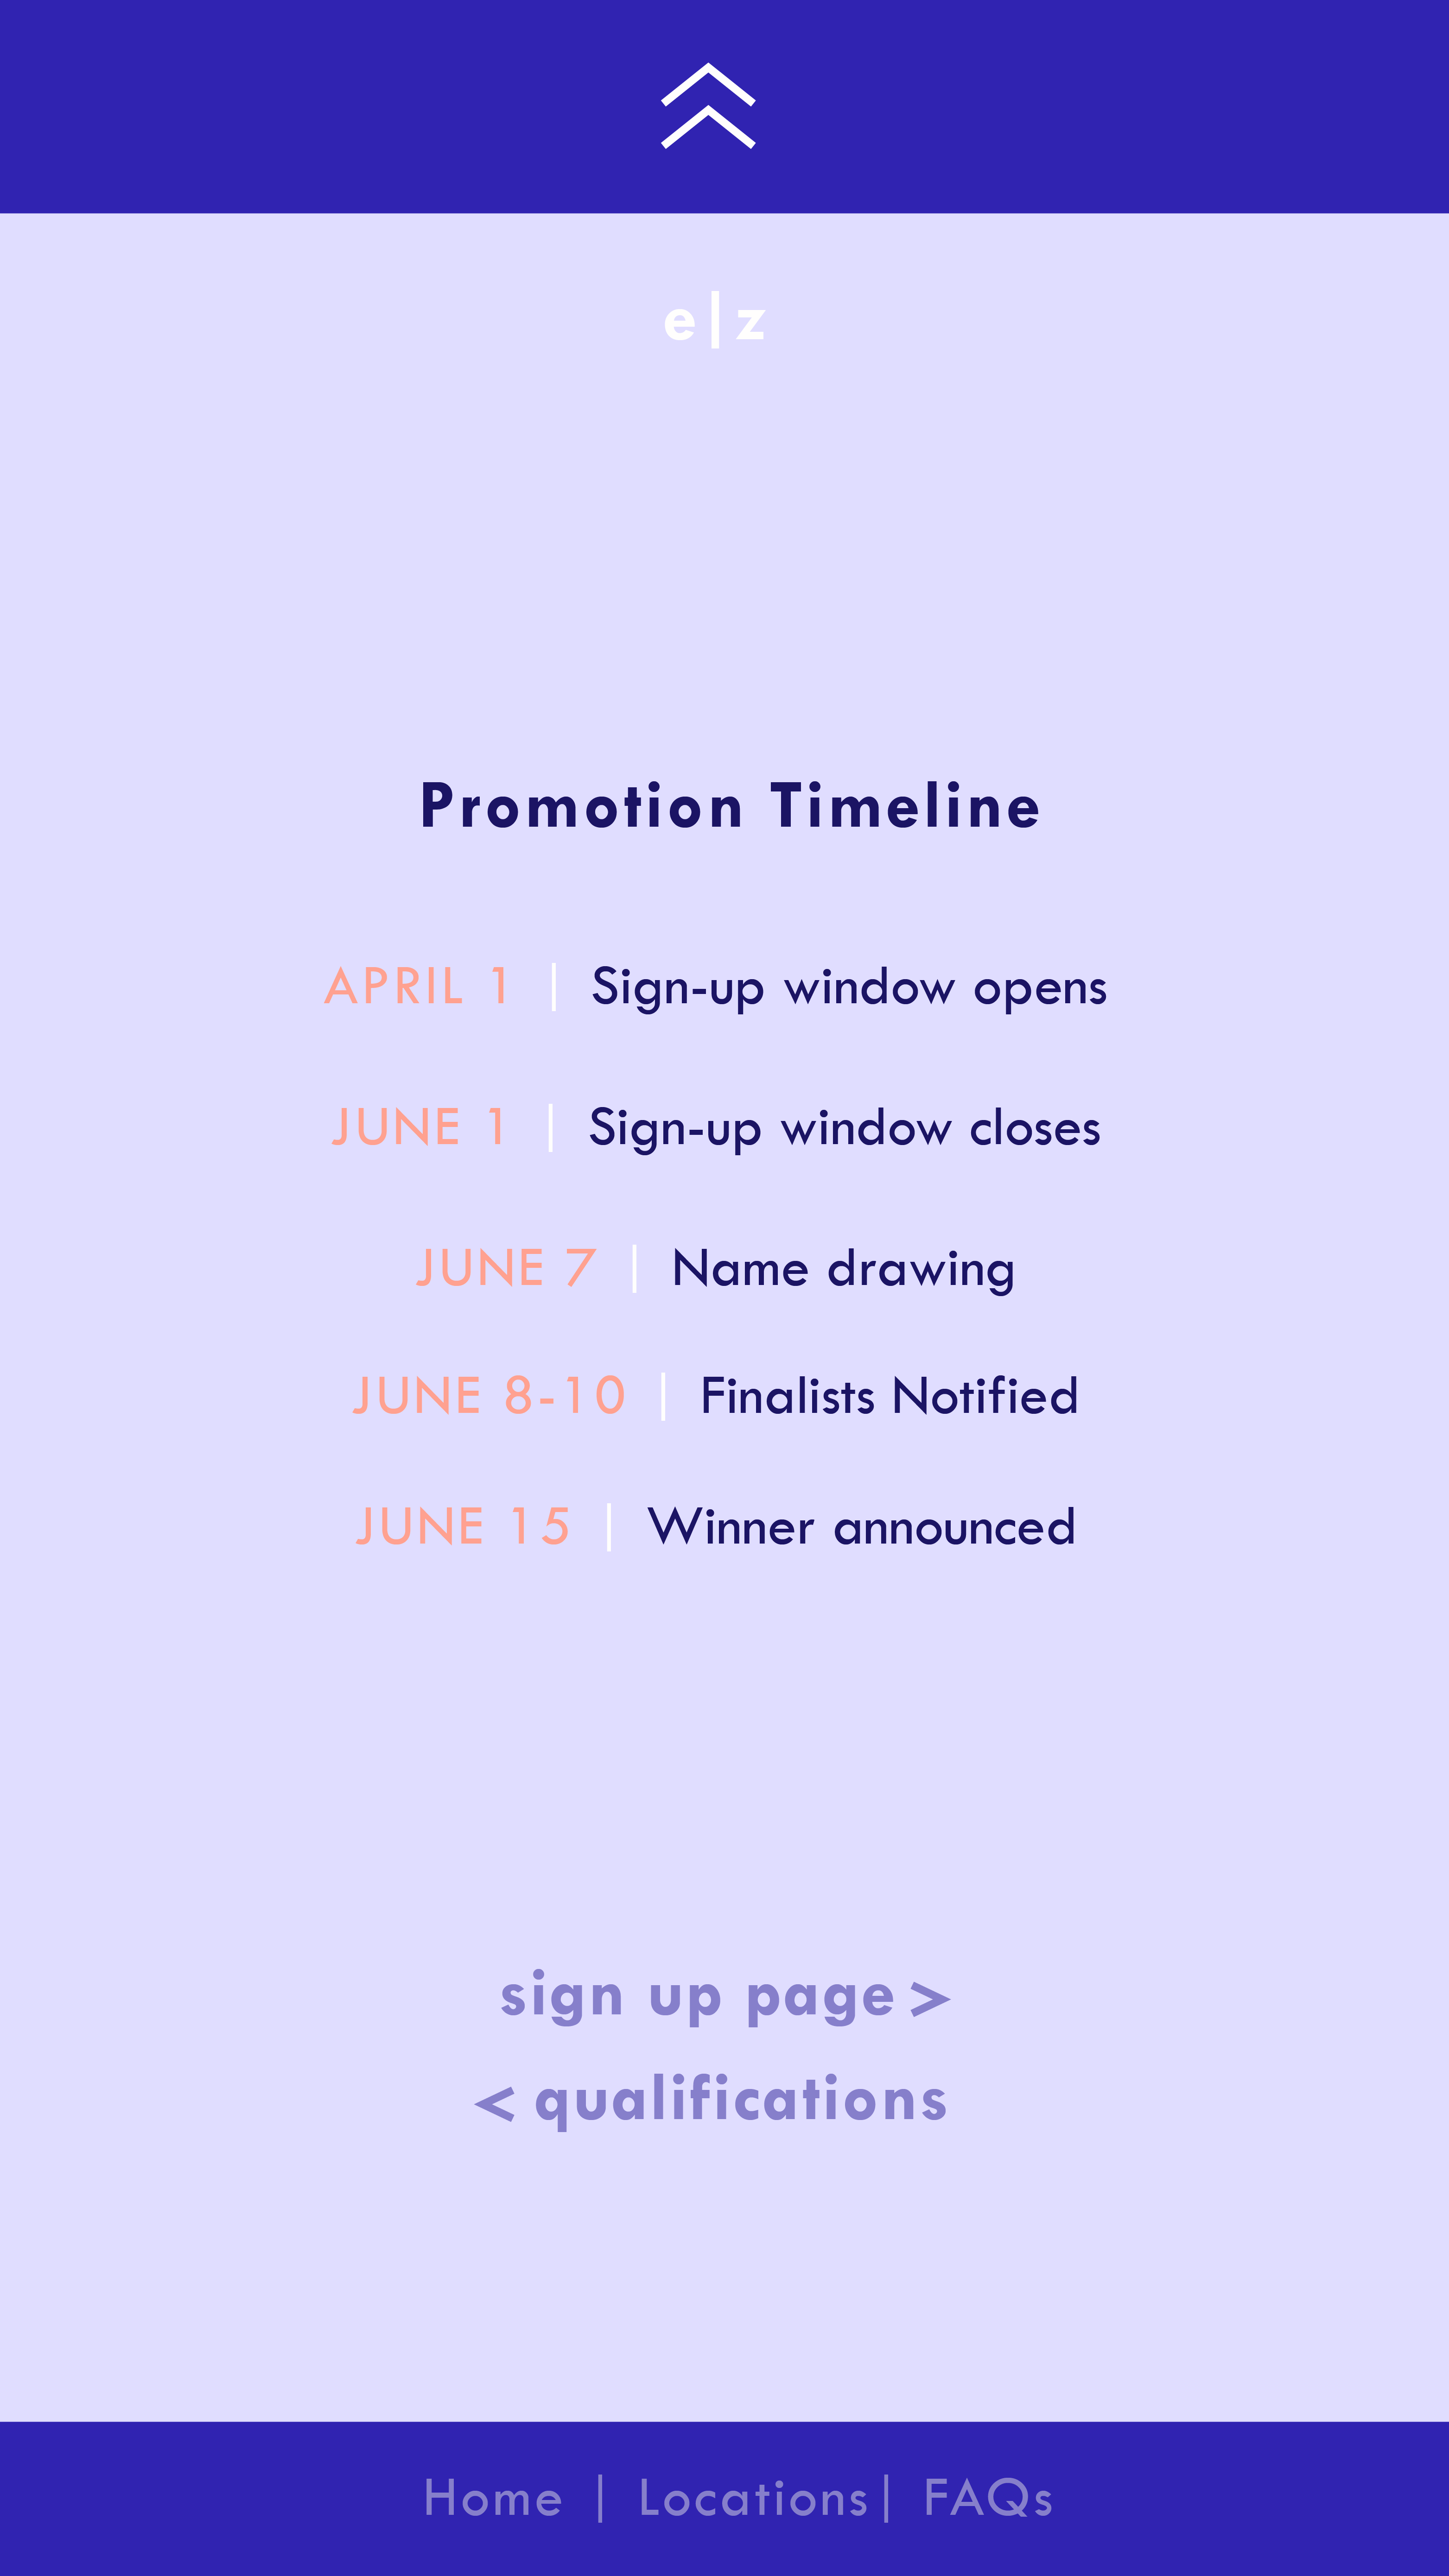 e|z
Promotion Timeline
APRIL 1 | Sign-up window opens
JUNE 1 | Sign-up window closes
JUNE 7 | Name drawing
JUNE 8-10 | Finalists Notified
JUNE 15 | Winner announced
sign up page >
< qualifications
Home | Locations | FAQs